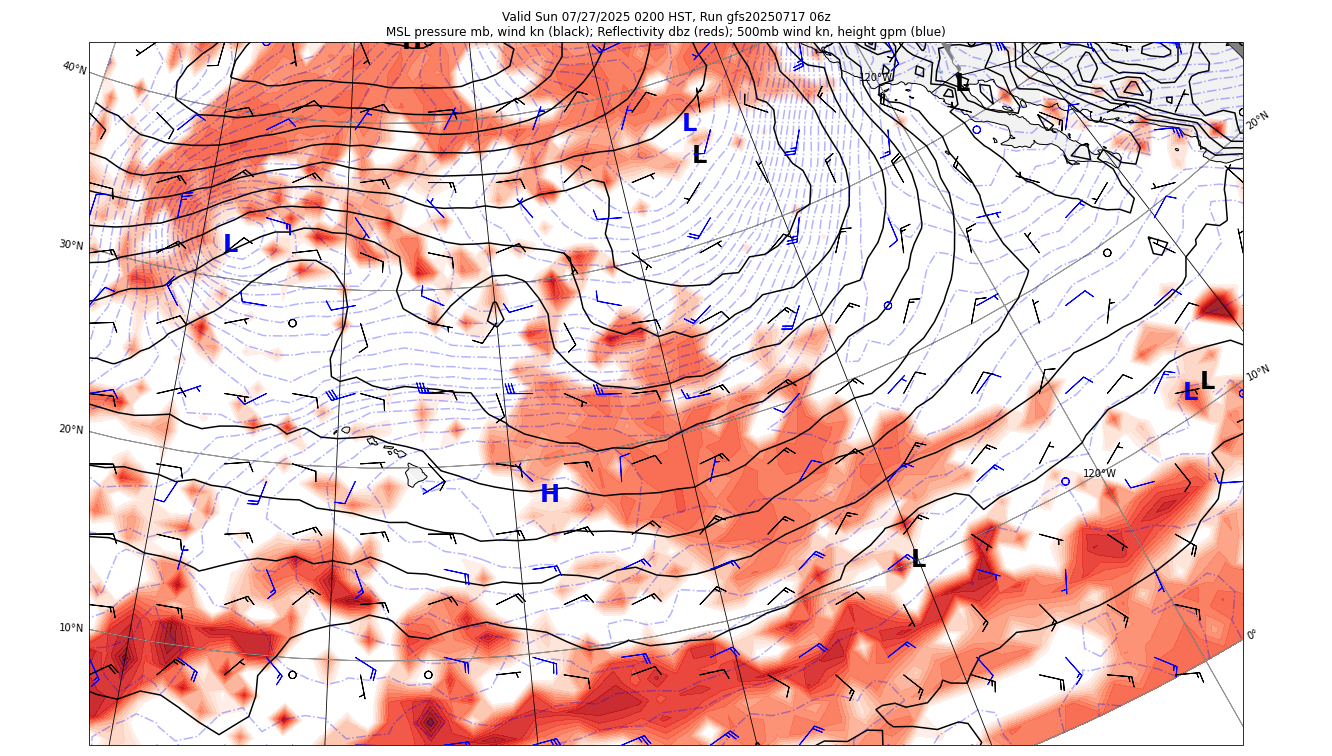 Valid Sun 07/27/2025 0200 HST, Run gfs20250717 06z
MSL pressure mb, wind kn (black); Reflectivity dbz (reds); 500mb wind kn, height gpm (blue)
40°N
120°W
L
20°N
L
L
30°N
L
10°N
L
L
20°N
120°W
H
L
10°N
0°